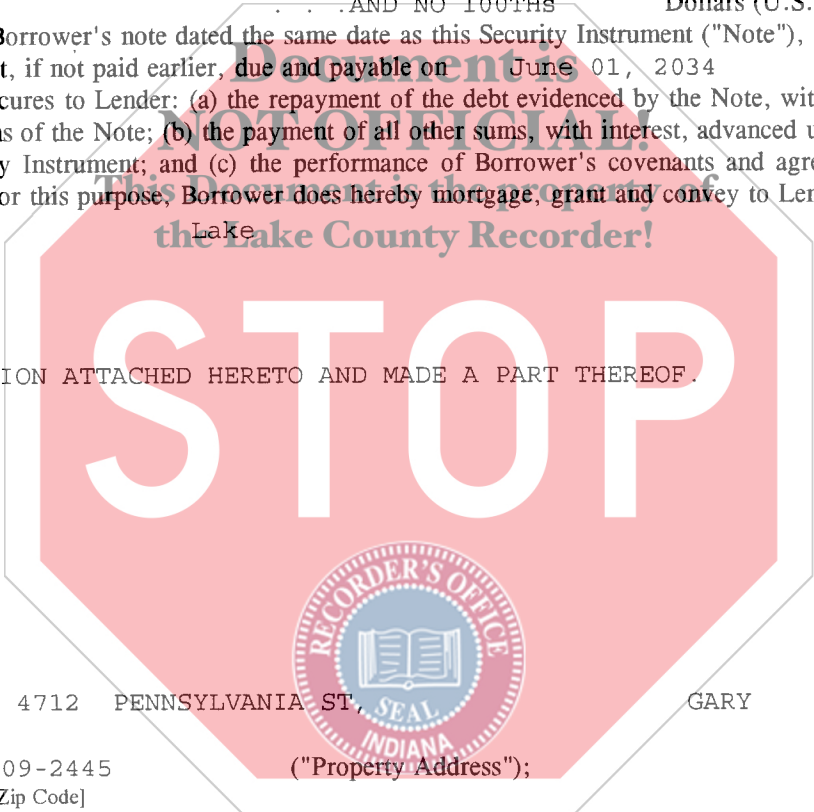 . . .AND NO 100THS Dollars (U.S.
Borrower's note dated the same date as this Security Instrument ("Note"),
t, if not paid earlier, due and payable on June 01, 2034
Document is
cures to Lender: (a) the repayment of the debt evidenced by the Note, wit
ns of the Note; (b) the payment of all other sums, with interest, advanced u
NOT OFFICIAL!
y Instrument; and (c) the performance of Borrower's covenants and agre
This Document is the property of
or this purpose, Borrower does hereby mortgage, grant and convey to Len
Lake
the Lake County Recorder!
STOP
ION ATTACHED HERETO AND MADE A PART THEREOF.
RECORDER'S OFFICE
SEAL
INDIANA
4712 PENNSYLVANIA ST, GARY
09-2445 ("Property Address");
Zip Code]